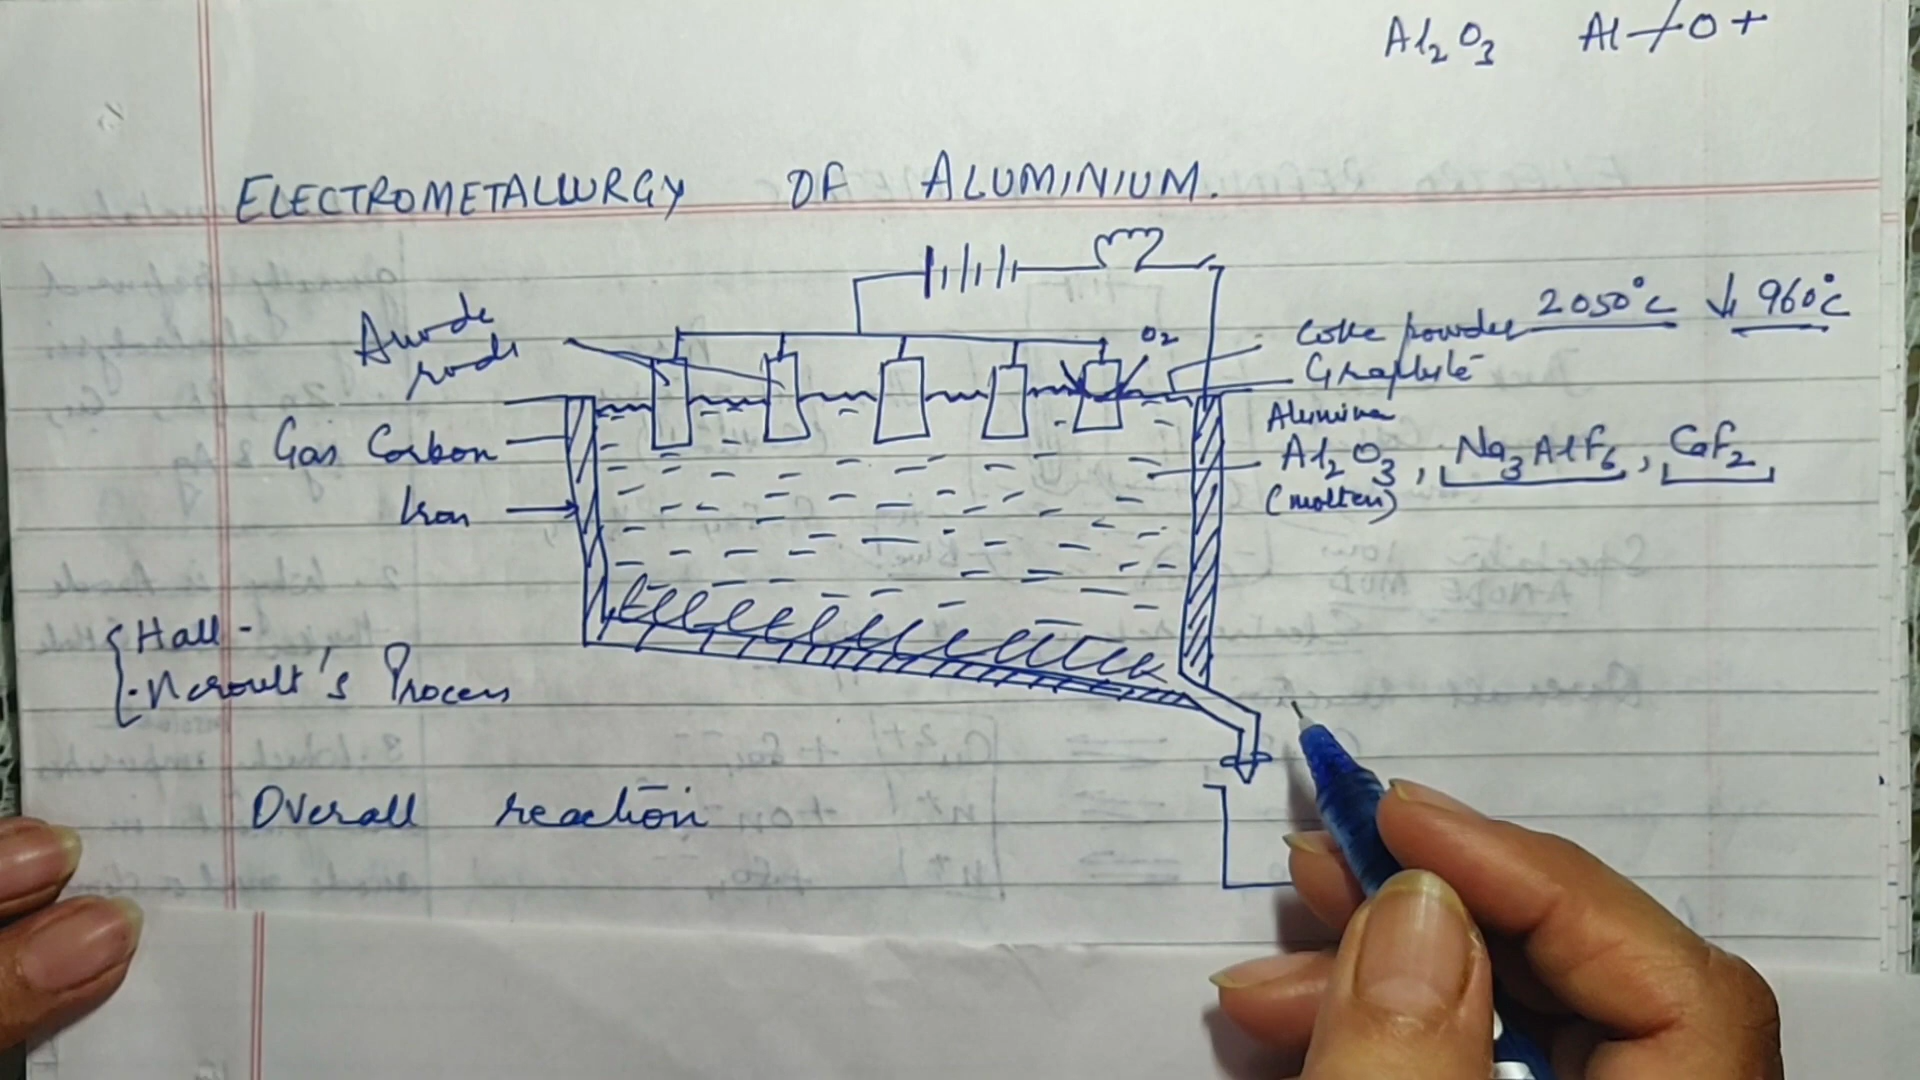 Al₂O₃ Al-/O +
ELECTROMETALLURGY OF ALUMINIUM.
Anode
rods
Gas Carbon
Iron
O₂
Coke powder 2050°C ↓ 960°C
Graphite
Alumina
Al₂O₃, Na₃AlF₆, CaF₂
(molten)
{Hall -
.Heroult's Process
Overall reaction